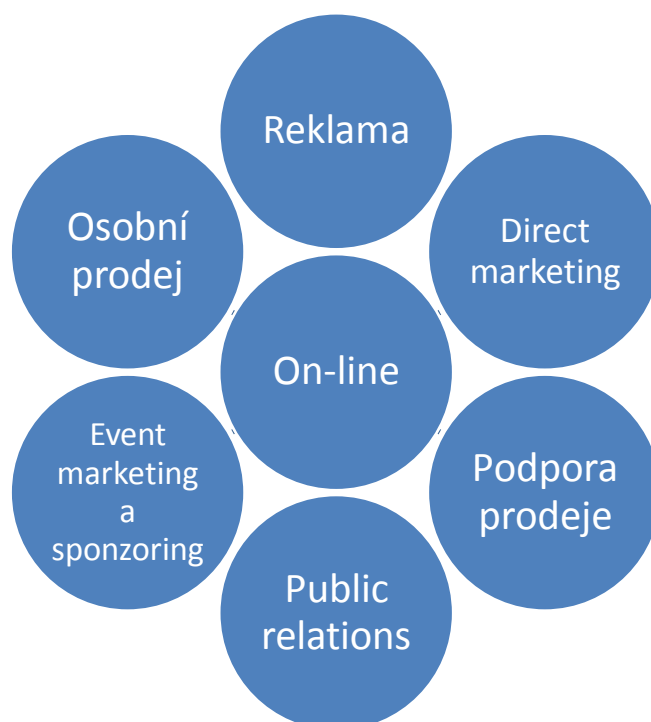 Reklama
Osobní
prodej
Direct
marketing
On-line
Event
marketing
a
sponzoring
Podpora
prodeje
Public
relations